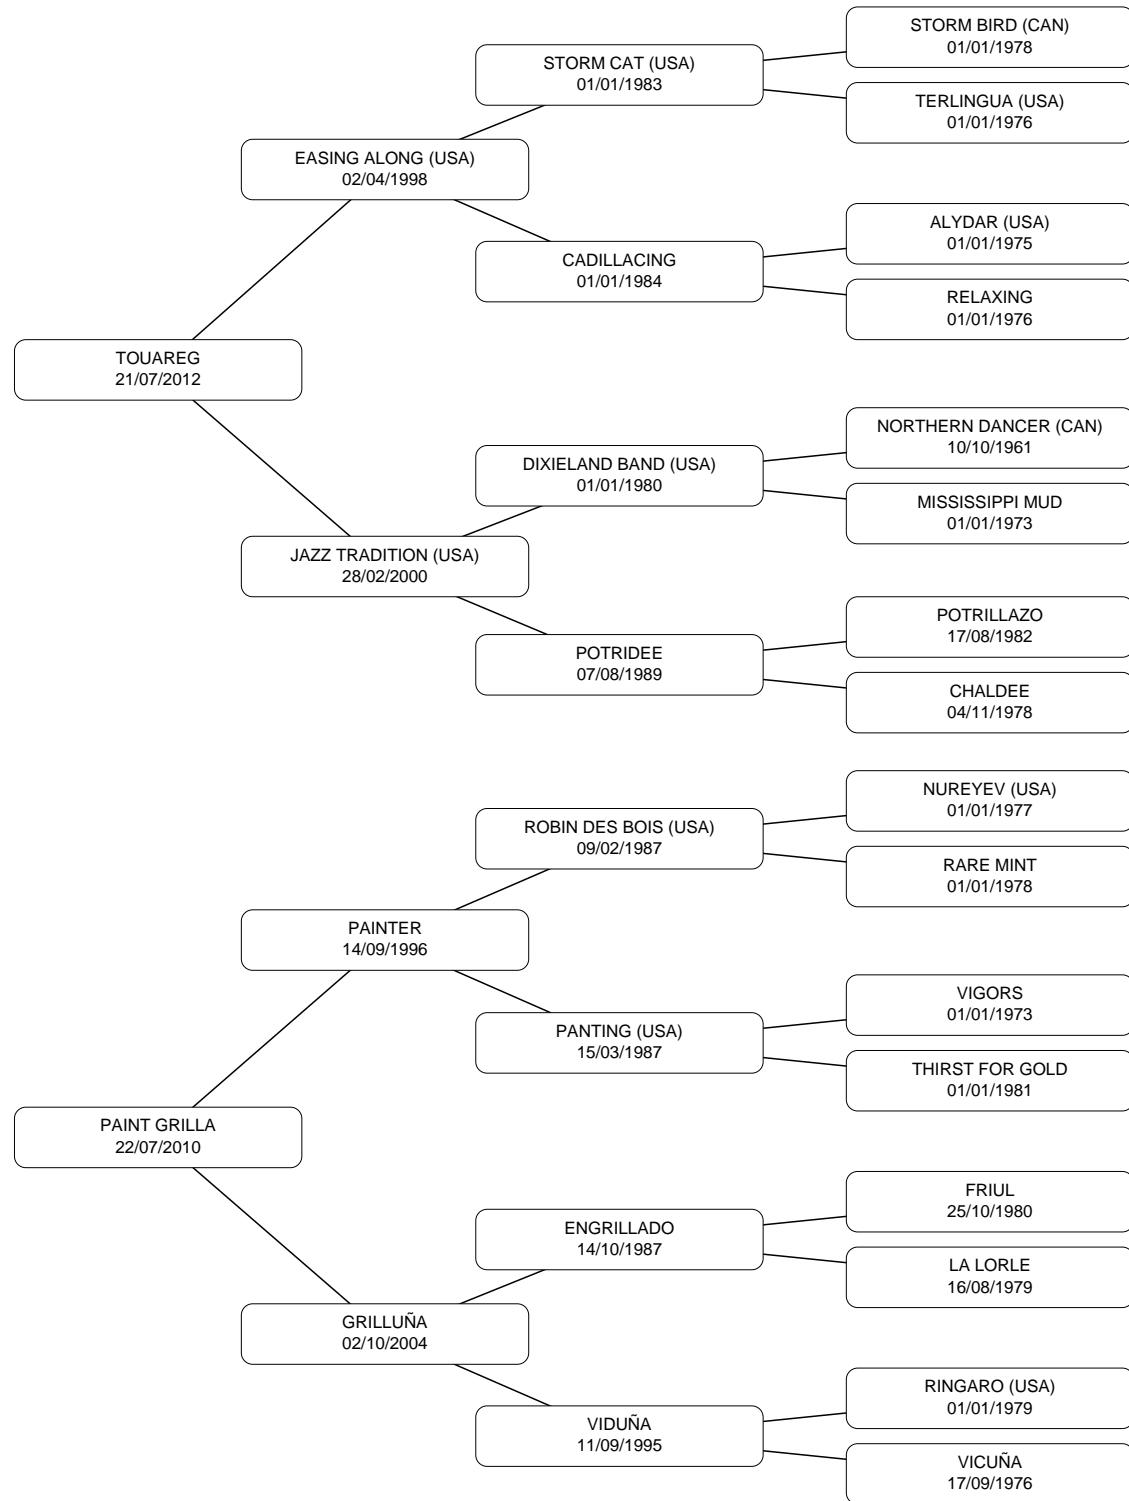 STORM BIRD (CAN)
01/01/1978
STORM CAT (USA)
01/01/1983
TERLINGUA (USA)
01/01/1976
EASING ALONG (USA)
02/04/1998
ALYDAR (USA)
01/01/1975
CADILLACING
01/01/1984
RELAXING
01/01/1976
TOUAREG
21/07/2012
NORTHERN DANCER (CAN)
10/10/1961
DIXIELAND BAND (USA)
01/01/1980
MISSISSIPPI MUD
01/01/1973
JAZZ TRADITION (USA)
28/02/2000
POTRILLAZO
17/08/1982
POTRIDEE
07/08/1989
CHALDEE
04/11/1978
NUREYEV (USA)
01/01/1977
ROBIN DES BOIS (USA)
09/02/1987
RARE MINT
01/01/1978
PAINTER
14/09/1996
VIGORS
01/01/1973
PANTING (USA)
15/03/1987
THIRST FOR GOLD
01/01/1981
PAINT GRILLA
22/07/2010
FRIUL
25/10/1980
ENGRILLADO
14/10/1987
LA LORLE
16/08/1979
GRILLUÑA
02/10/2004
RINGARO (USA)
01/01/1979
VIDUÑA
11/09/1995
VICUÑA
17/09/1976